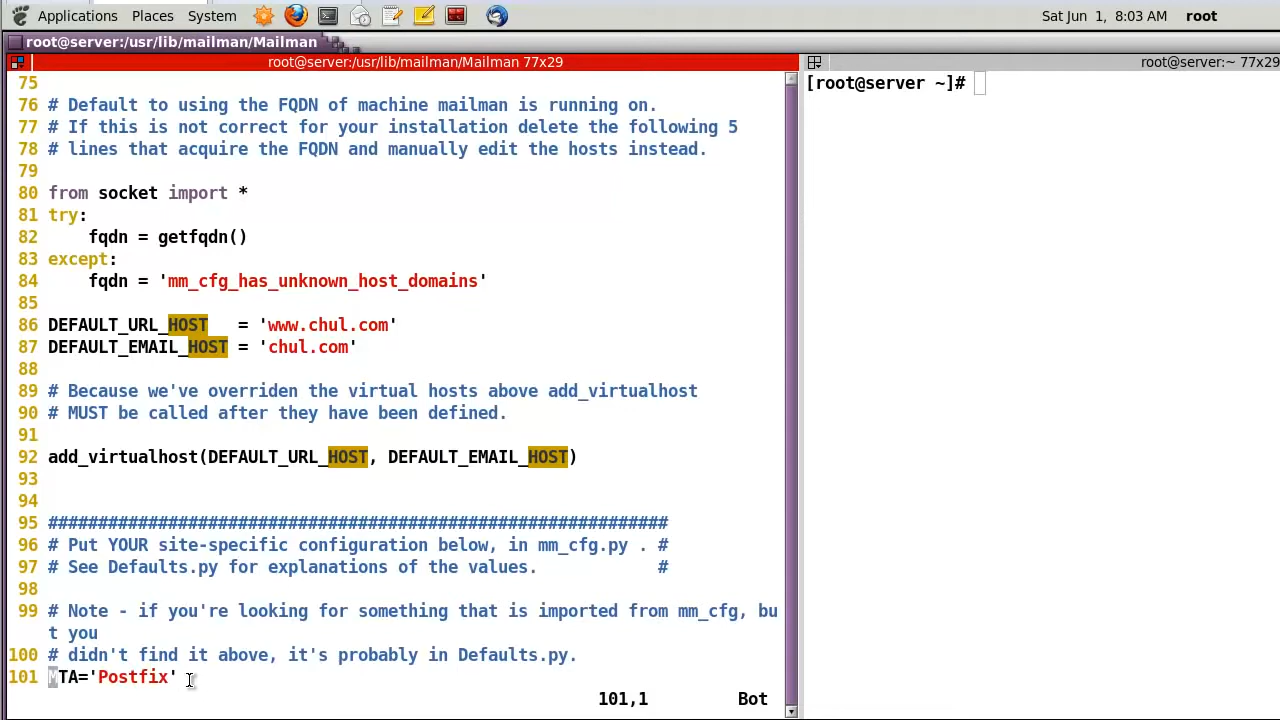 Applications Places System Sat Jun 1, 8:03 AM root
root@server:/usr/lib/mailman/Mailman
root@server:/usr/lib/mailman/Mailman 77x29
75
76 # Default to using the FQDN of machine mailman is running on.
77 # If this is not correct for your installation delete the following 5
78 # lines that acquire the FQDN and manually edit the hosts instead.
79
80 from socket import *
81 try:
82     fqdn = getfqdn()
83 except:
84     fqdn = 'mm_cfg_has_unknown_host_domains'
85
86 DEFAULT_URL_HOST   = 'www.chul.com'
87 DEFAULT_EMAIL_HOST = 'chul.com'
88
89 # Because we've overriden the virtual hosts above add_virtualhost
90 # MUST be called after they have been defined.
91
92 add_virtualhost(DEFAULT_URL_HOST, DEFAULT_EMAIL_HOST)
93
94
95 ##############################################################
96 # Put YOUR site-specific configuration below, in mm_cfg.py . #
97 # See Defaults.py for explanations of the values.            #
98
99 # Note - if you're looking for something that is imported from mm_cfg, bu
t you
100 # didn't find it above, it's probably in Defaults.py.
101 MTA='Postfix'
101,1 Bot
root@server:~ 77x29
[root@server ~]#